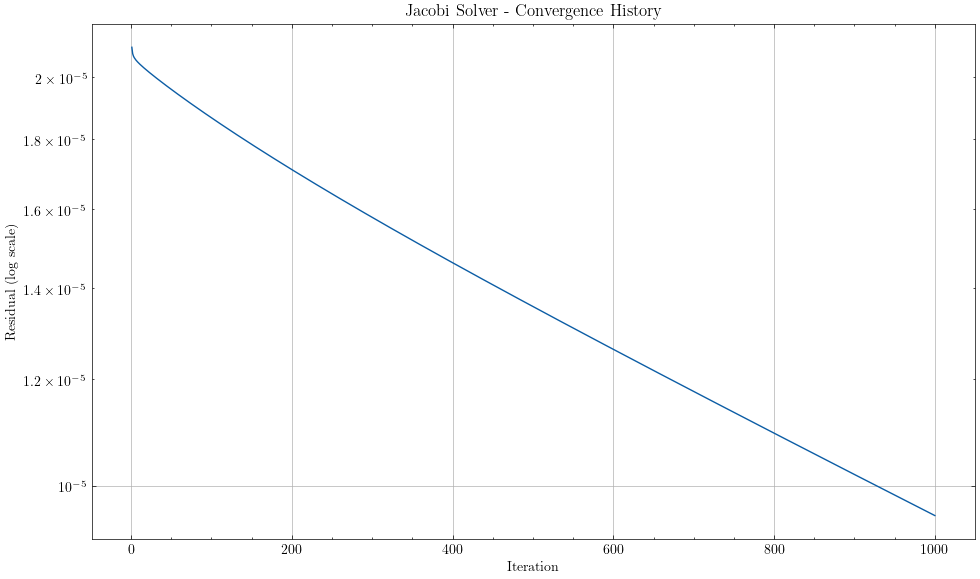 Jacobi Solver - Convergence History
Residual (log scale)
2 × 10⁻⁵
1.8 × 10⁻⁵
1.6 × 10⁻⁵
1.4 × 10⁻⁵
1.2 × 10⁻⁵
10⁻⁵
0 200 400 600 800 1000
Iteration